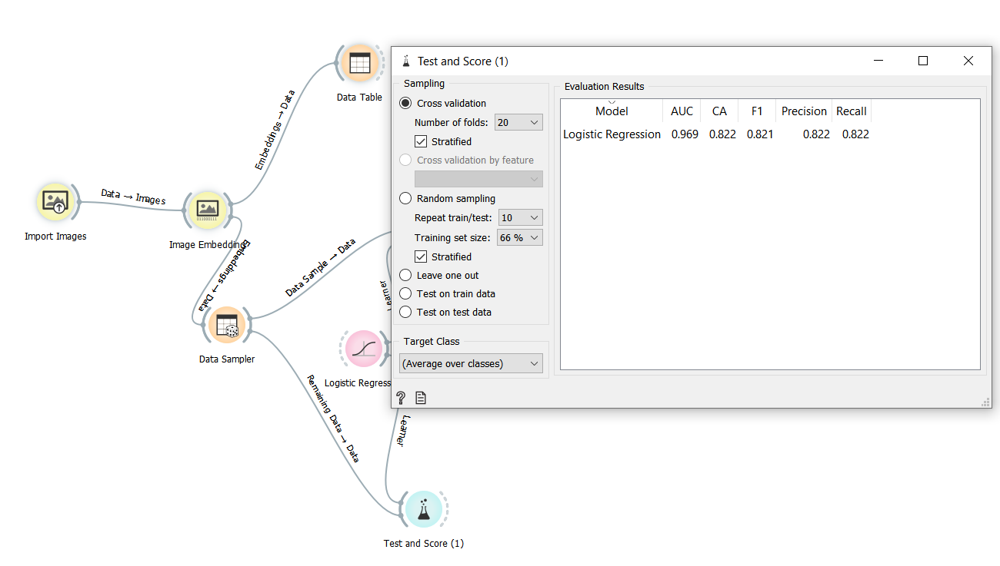 Data Table
Embeddings → Data
Data → Images
Import Images
Image Embedding
Embeddings → Data
Data Sample → Data
Learner
Data Sampler
Logistic Regress
Remaining Data → Data
Learner
Test and Score (1)
Test and Score (1)
Sampling
Cross validation
Number of folds: 20
Stratified
Cross validation by feature
Random sampling
Repeat train/test: 10
Training set size: 66 %
Stratified
Leave one out
Test on train data
Test on test data
Target Class
(Average over classes)
?
Evaluation Results
Model AUC CA F1 Precision Recall
Logistic Regression 0.969 0.822 0.821 0.822 0.822